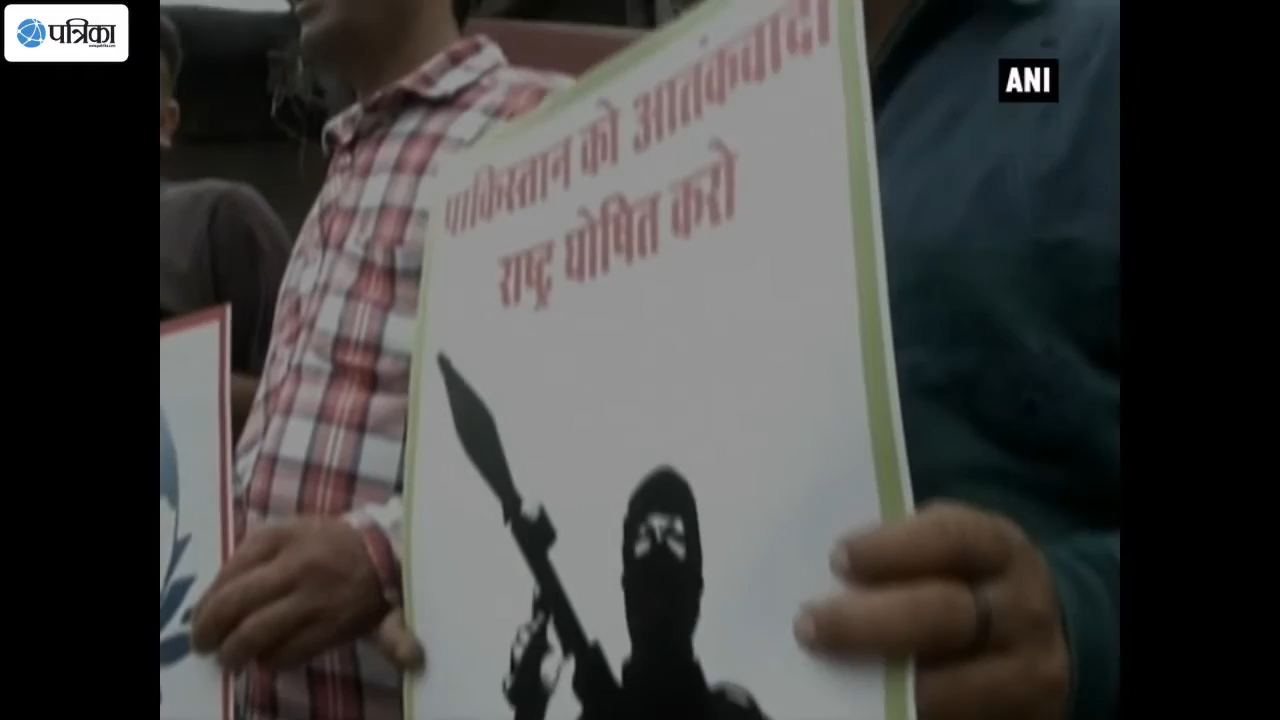 पत्रिका
ANI
पाकिस्तान को आतंकवादी
राष्ट्र घोषित करो